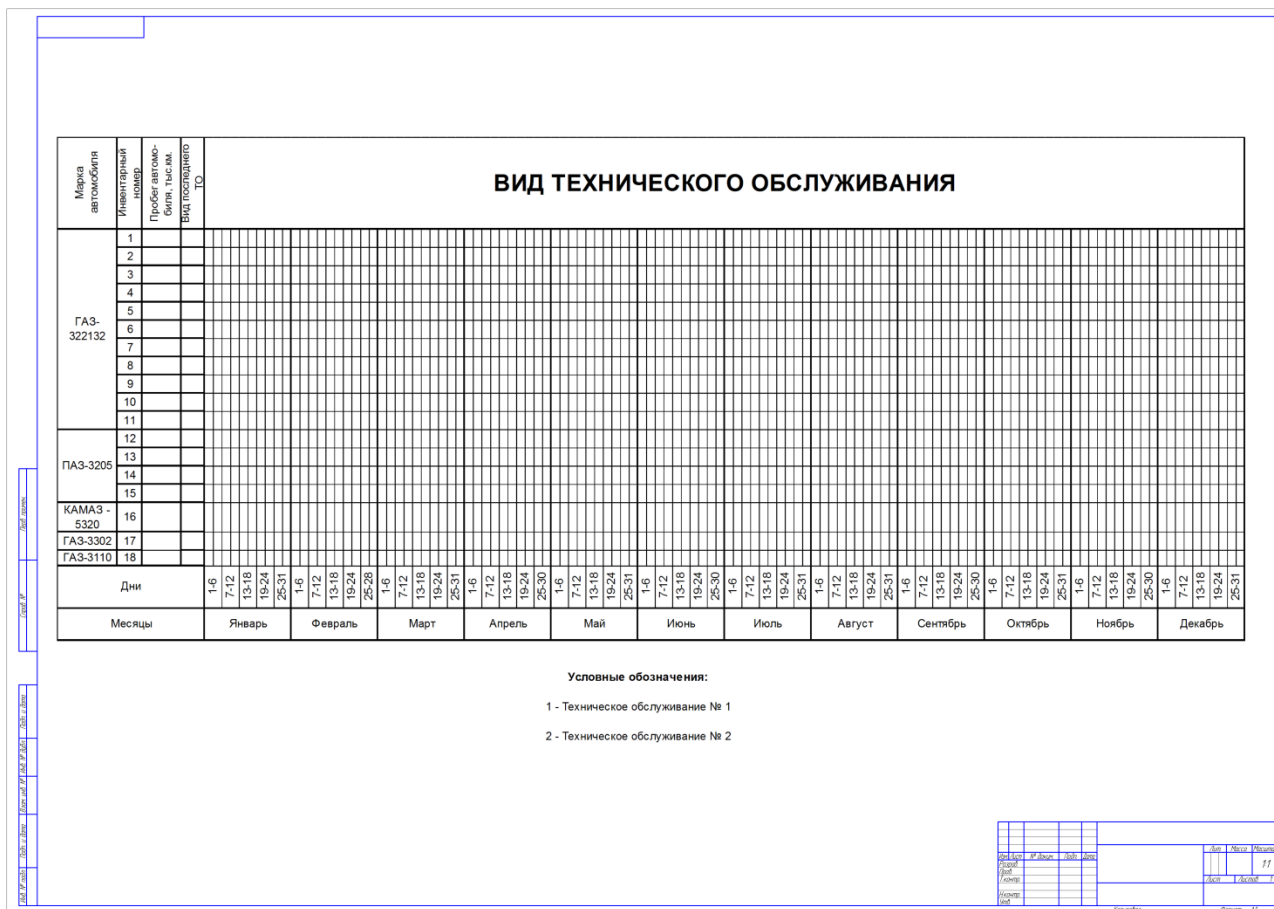 Марка
автомобиля
Инвентарный
номер
Пробег автомо-
биля, тыс.км.
Вид последнего
ТО
ВИД ТЕХНИЧЕСКОГО ОБСЛУЖИВАНИЯ
ГАЗ-
322132
1
2
3
4
5
6
7
8
9
10
11
ПАЗ-3205
12
13
14
15
КАМАЗ -
5320
16
ГАЗ-3302 17
ГАЗ-3110 18
Дни
1-6 7-12 13-18 19-24 25-31 1-6 7-12 13-18 19-24 25-28 1-6 7-12 13-18 19-24 25-31 1-6 7-12 13-18 19-24 25-30 1-6 7-12 13-18 19-24 25-31 1-6 7-12 13-18 19-24 25-30 1-6 7-12 13-18 19-24 25-31 1-6 7-12 13-18 19-24 25-31 1-6 7-12 13-18 19-24 25-30 1-6 7-12 13-18 19-24 25-31 1-6 7-12 13-18 19-24 25-30 1-6 7-12 13-18 19-24 25-31
Месяцы Январь Февраль Март Апрель Май Июнь Июль Август Сентябрь Октябрь Ноябрь Декабрь
Условные обозначения:
1 - Техническое обслуживание № 1
2 - Техническое обслуживание № 2
Лит. Масса
1:1
Лист Листов 1